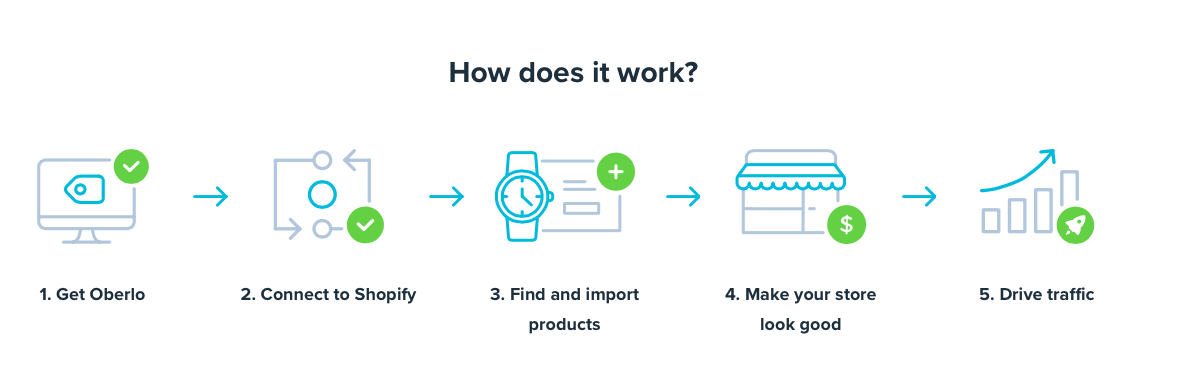 How does it work?
$
1. Get Oberlo
2. Connect to Shopify
3. Find and import
products
4. Make your store
look good
5. Drive traffic